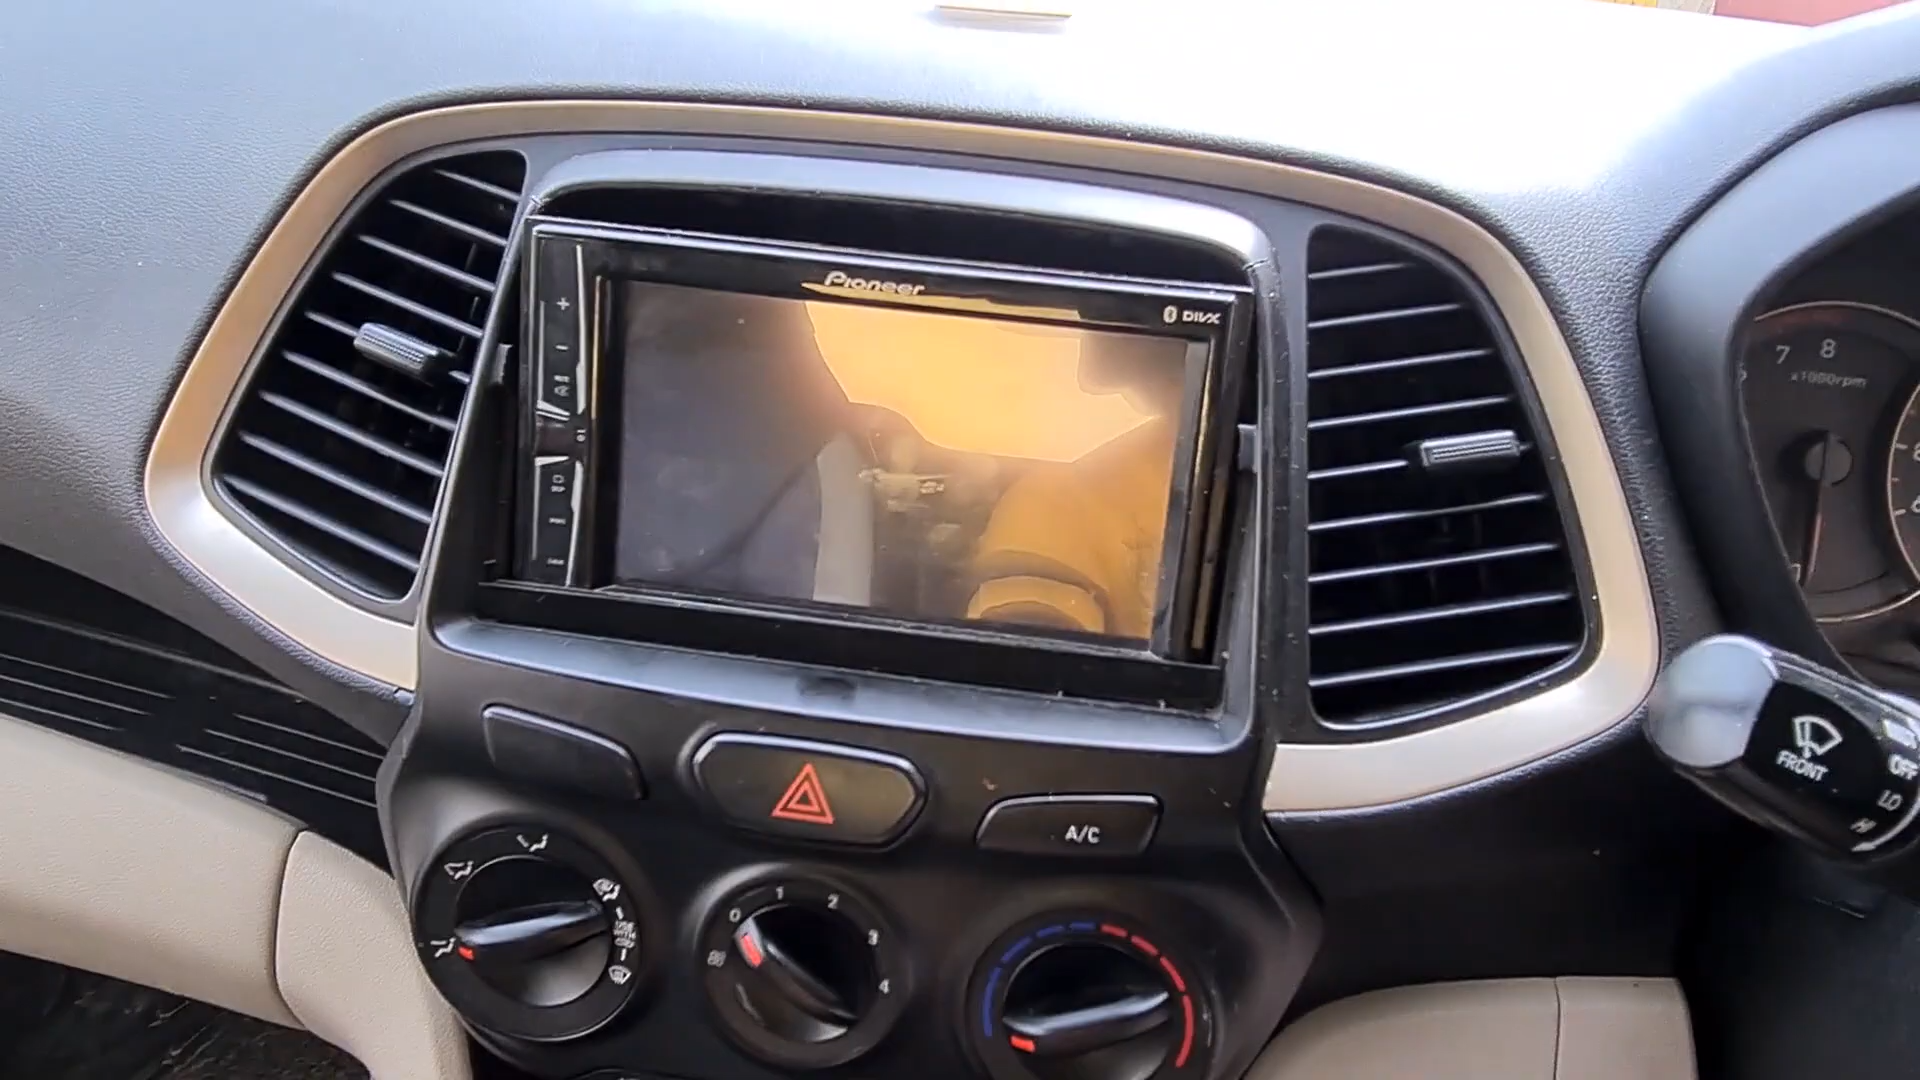 Pioneer
DIVX
+
-
7
8
x1000rpm
FRONT
OFF
LO
HI
A/C
0
1
2
3
4